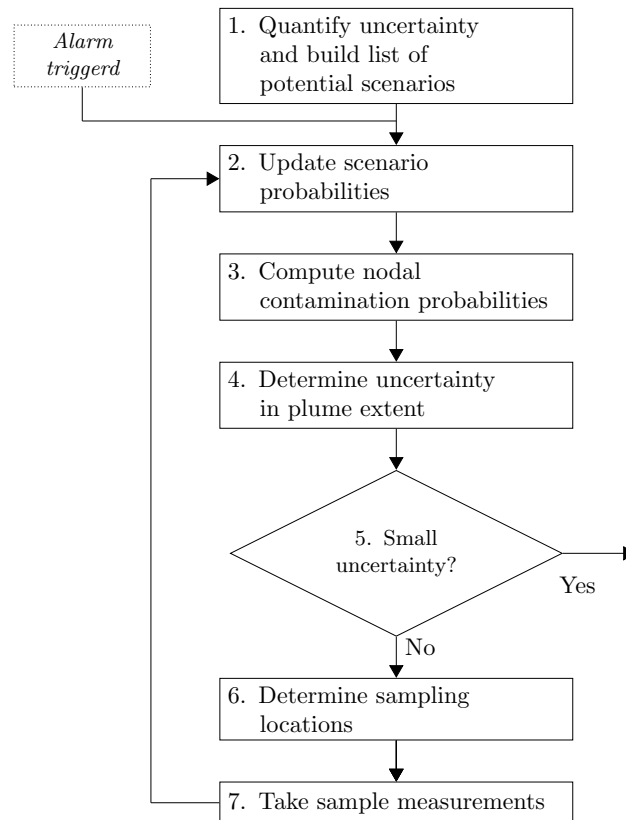 Alarm
triggerd
1. Quantify uncertainty
and build list of
potential scenarios
2. Update scenario
probabilities
3. Compute nodal
contamination probabilities
4. Determine uncertainty
in plume extent
5. Small
uncertainty?
Yes
No
6. Determine sampling
locations
7. Take sample measurements